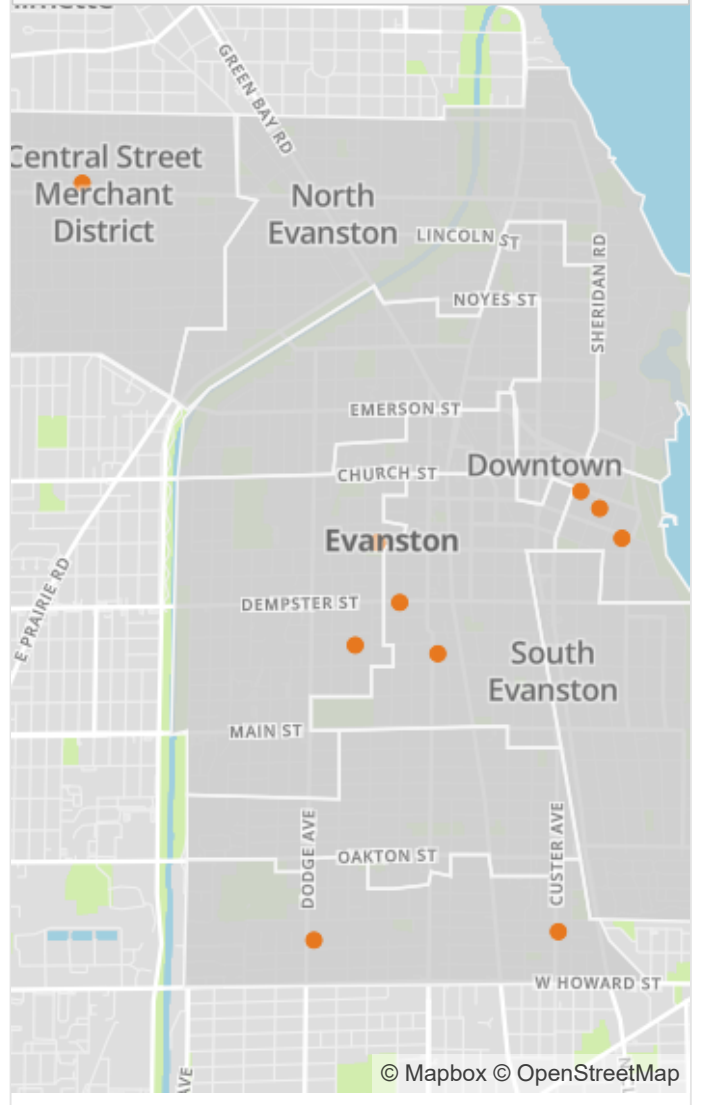 GREEN BAY RD
Central Street
Merchant
District
North
Evanston
LINCOLN ST
SHERIDAN RD
NOYES ST
EMERSON ST
Downtown
CHURCH ST
Evanston
E PRAIRIE RD
DEMPSTER ST
South
Evanston
MAIN ST
DODGE AVE
CUSTER AVE
OAKTON ST
W HOWARD ST
AVE
© Mapbox © OpenStreetMap